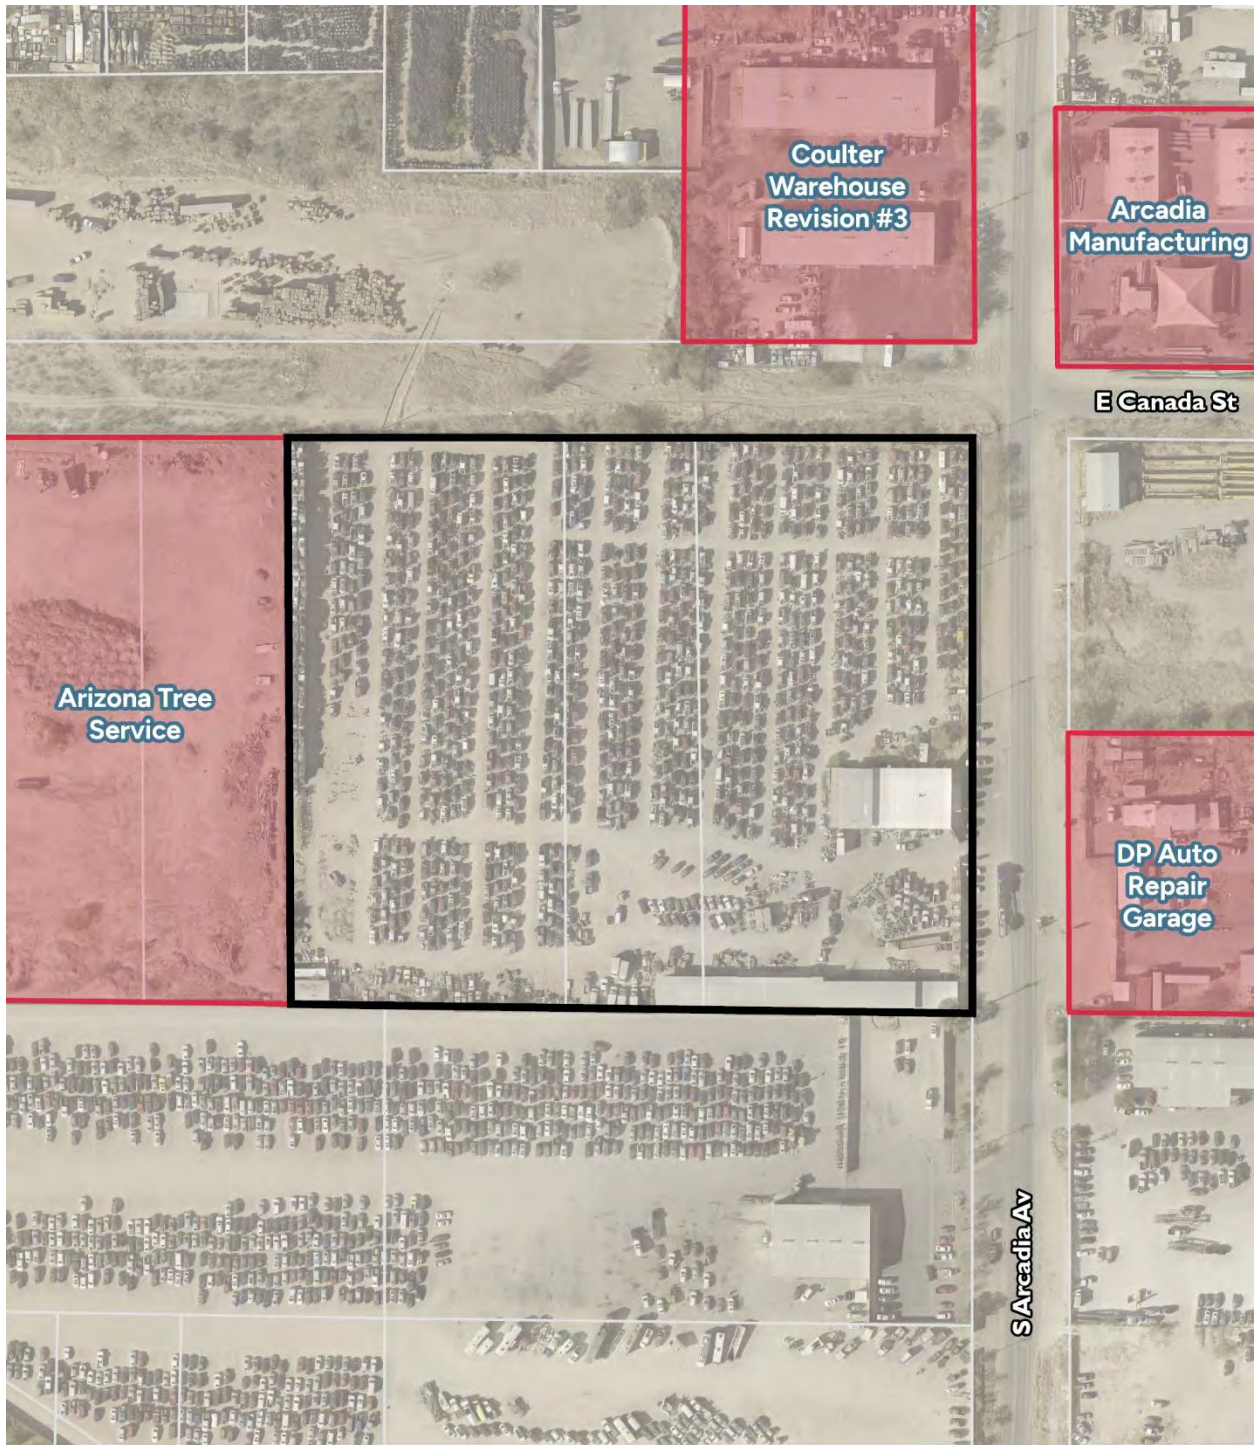 Coulter
Warehouse
Revision #3
Arcadia
Manufacturing
E Canada St
Arizona Tree
Service
DP Auto
Repair
Garage
S Arcadia Av